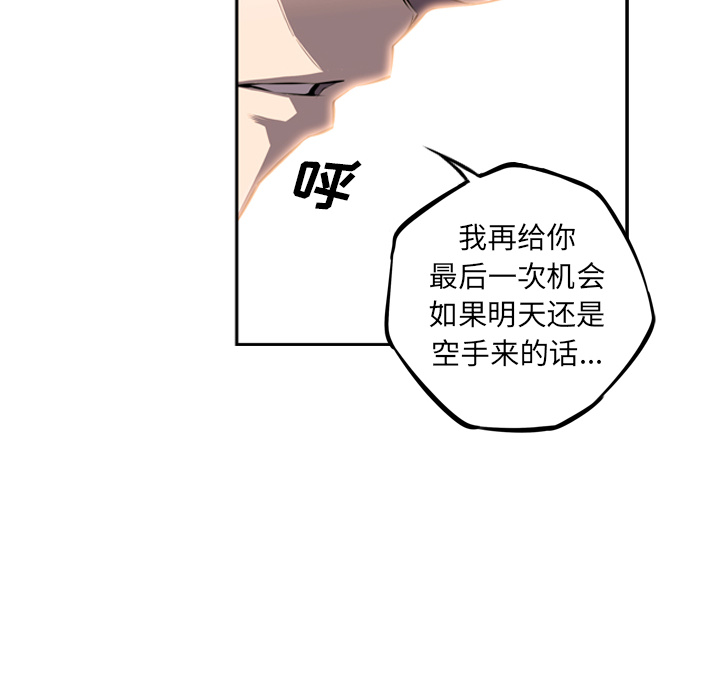 呼
我再给你
最后一次机会
如果明天还是
空手来的话...